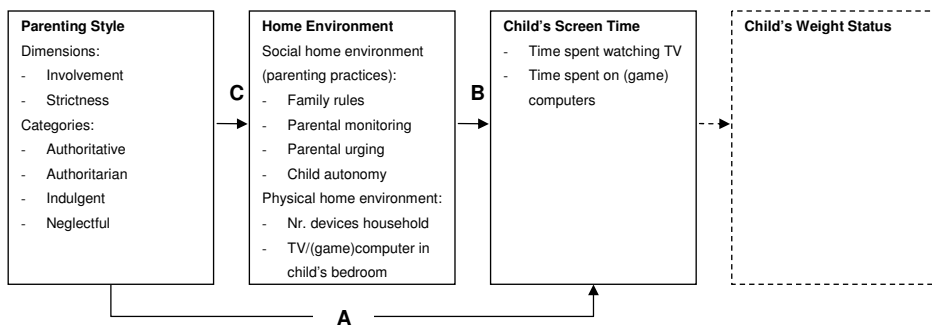 Parenting Style
Dimensions:
- Involvement
- Strictness
Categories:
- Authoritative
- Authoritarian
- Indulgent
- Neglectful
C
Home Environment
Social home environment
(parenting practices):
- Family rules
- Parental monitoring
- Parental urging
- Child autonomy
Physical home environment:
- Nr. devices household
- TV/(game)computer in
child's bedroom
B
Child's Screen Time
- Time spent watching TV
- Time spent on (game)
computers
Child's Weight Status
A